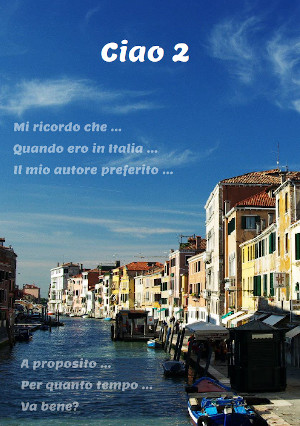 Ciao 2
Mi ricordo che ...
Quando ero in Italia ...
Il mio autore preferito ...
A proposito ...
Per quanto tempo ...
Va bene?